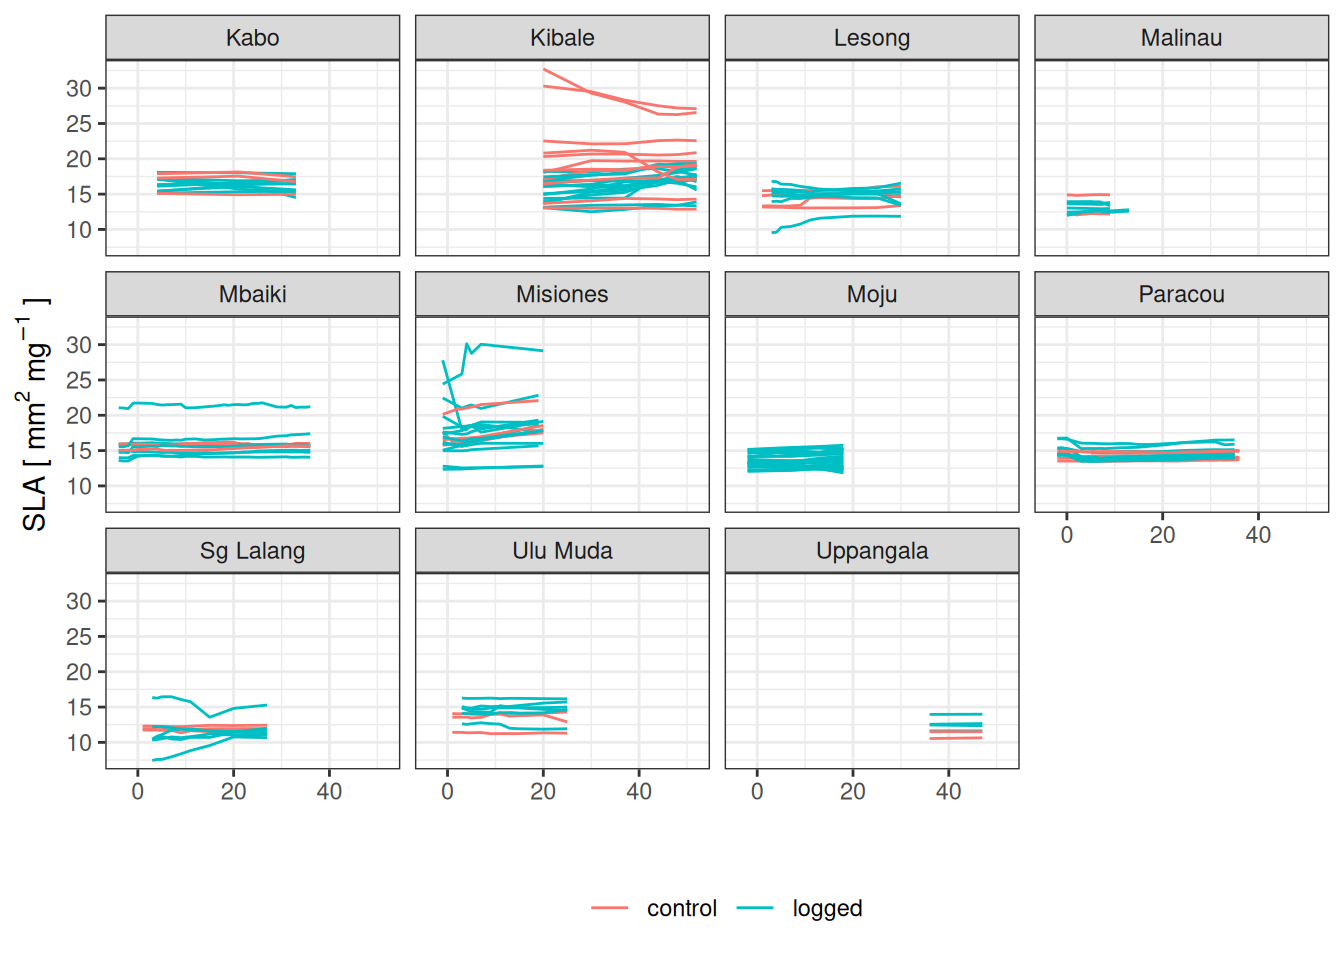 Kabo Kibale Lesong Malinau
30
25
20
15
10
Mbaiki Misiones Moju Paracou
30
25
20
15
10
0 20 40
SLA [ mm² mg⁻¹ ]
Sg Lalang Ulu Muda Uppangala
30
25
20
15
10
0 20 40 0 20 40 0 20 40
control logged